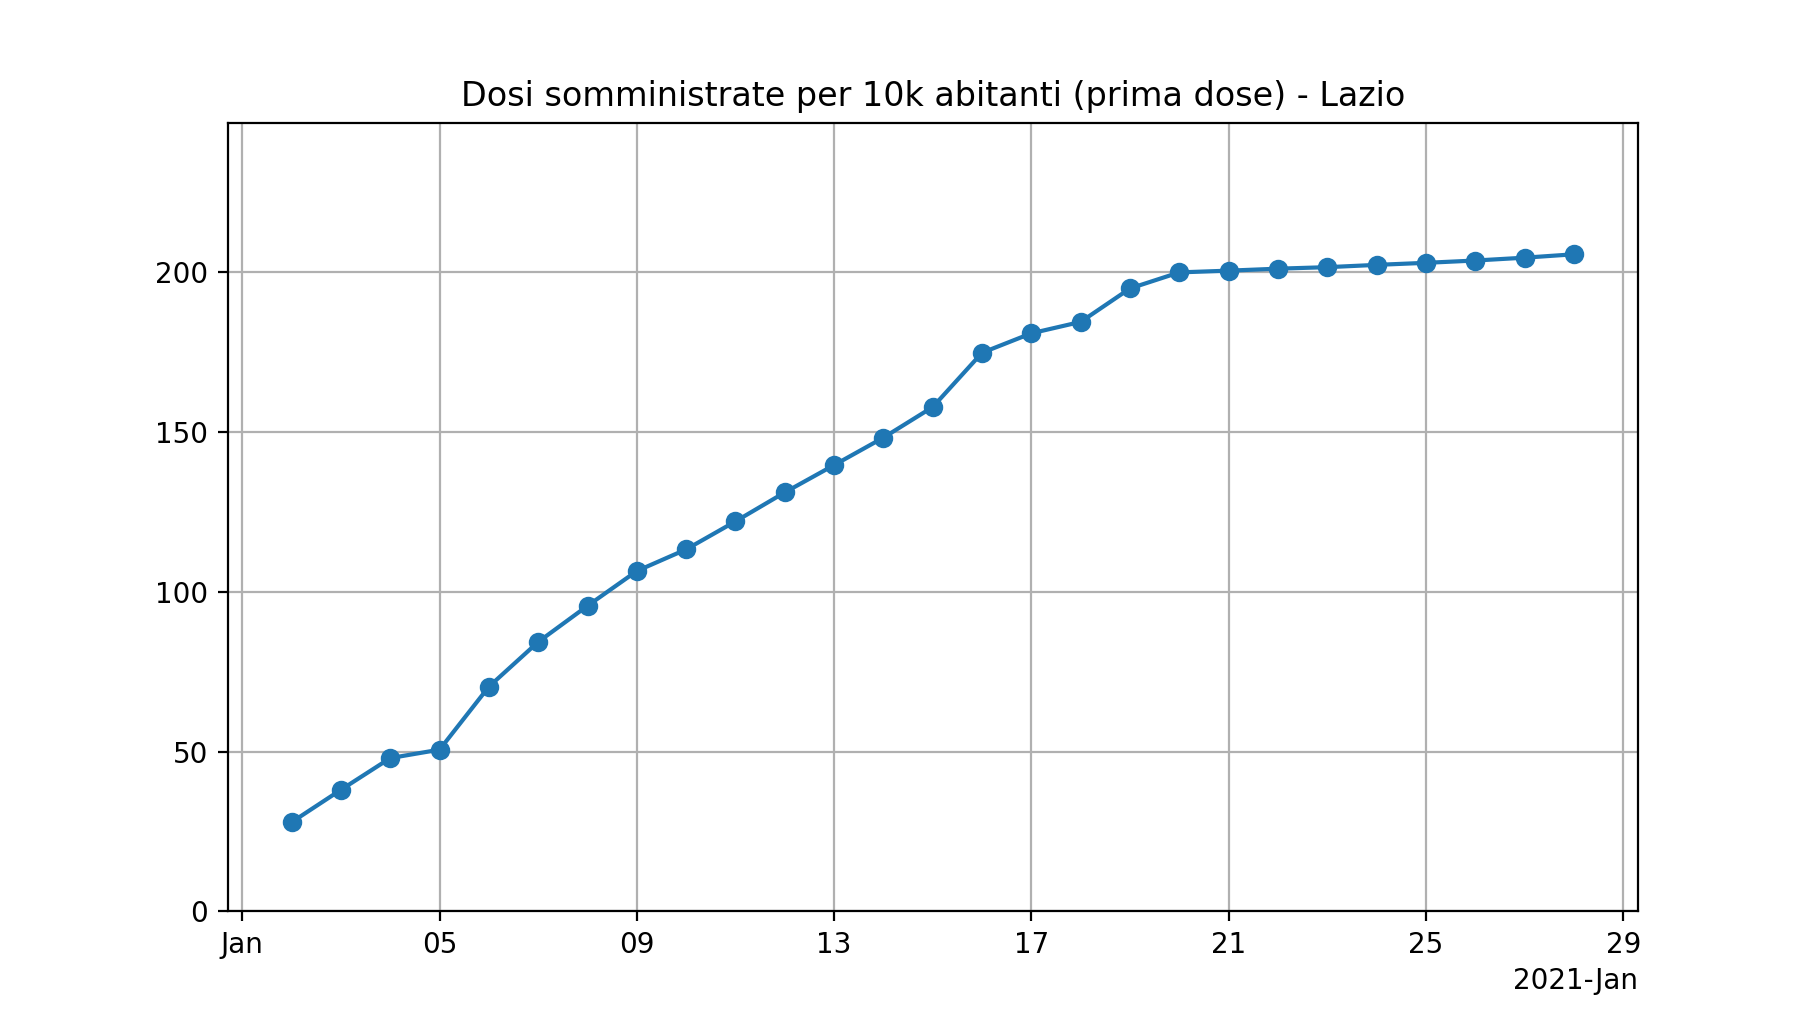 Dosi somministrate per 10k abitanti (prima dose) - Lazio
200
150
100
50
0
Jan 05 09 13 17 21 25 29
2021-Jan